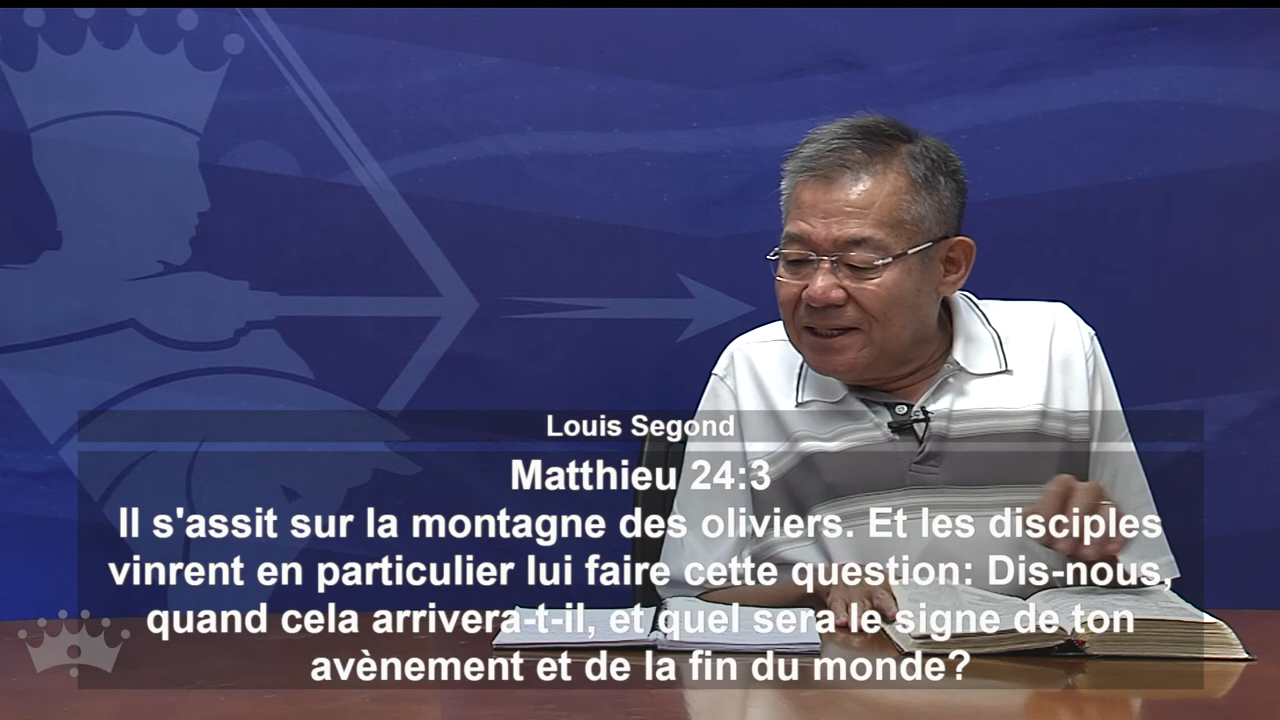 Louis Segond
Matthieu 24:3
Il s'assit sur la montagne des oliviers. Et les disciples
vinrent en particulier lui faire cette question: Dis-nous,
quand cela arrivera-t-il, et quel sera le signe de ton
avènement et de la fin du monde?